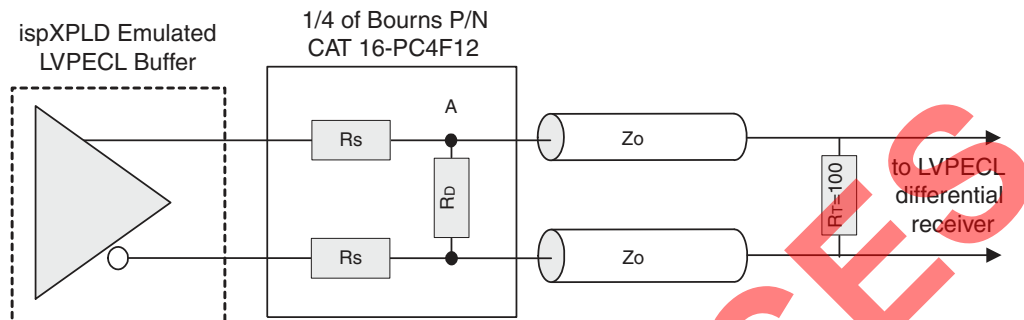 ispXPLD Emulated
LVPECL Buffer
1/4 of Bourns P/N
CAT 16-PC4F12
A
Rs
Zo
RD
RT=100
to LVPECL
differential
receiver
Rs
Zo
CES